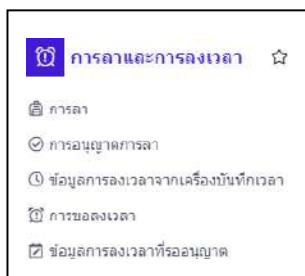 การลาและการลงเวลา
การลา
การอนุญาตการลา
ข้อมูลการลงเวลาจากเครื่องบันทึกเวลา
การขอลงเวลา
ข้อมูลการลงเวลาที่รออนุญาต